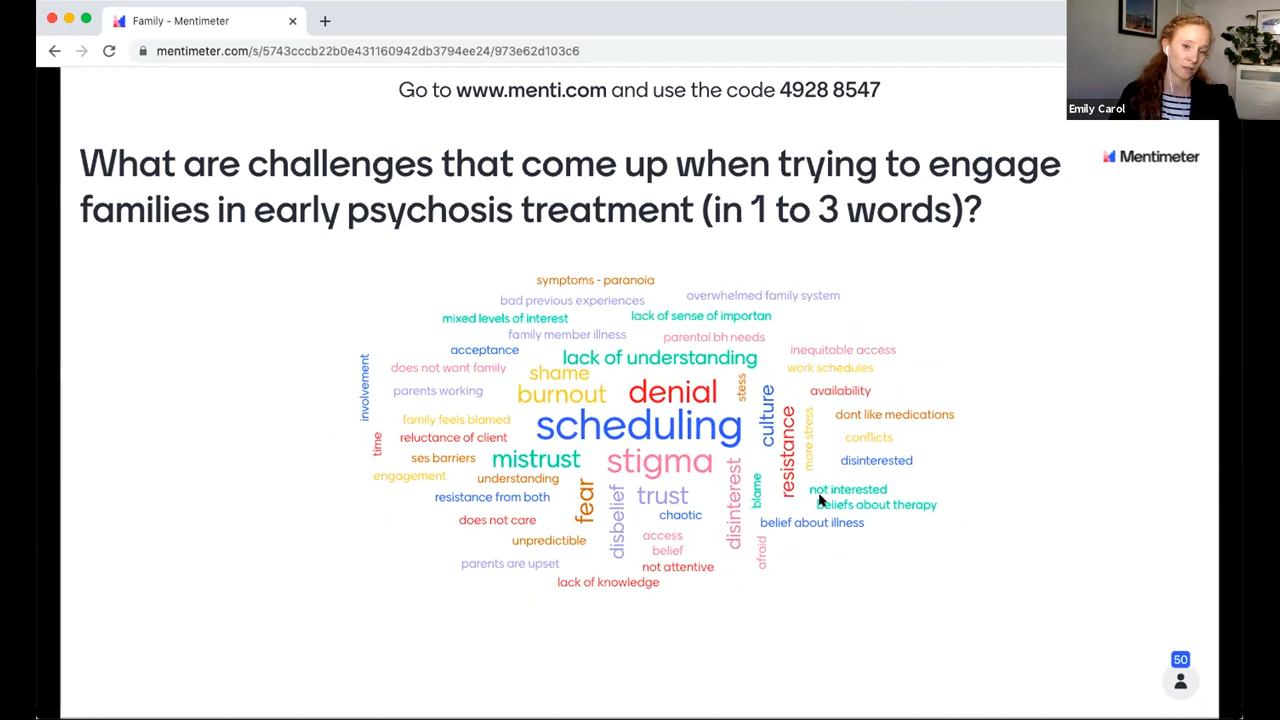 Family - Mentimeter
mentimeter.com/s/5743cccb22b0e431160942db3794ee24/973e62d103c6
Emily Carol
Go to www.menti.com and use the code 4928 8547
Mentimeter
What are challenges that come up when trying to engage
families in early psychosis treatment (in 1 to 3 words)?
symptoms - paranoia
bad previous experiences
overwhelmed family system
mixed levels of interest
lack of sense of importan
family member illness
parental bh needs
acceptance
lack of understanding
inequitable access
involvement
does not want family
shame
work schedules
parents working
burnout
denial
stess
culture
availability
family feels blamed
scheduling
resistance
more stress
dont like medications
time
reluctance of client
conflicts
ses barriers
mistrust
stigma
disinterested
engagement
understanding
fear
disbelief
trust
disinterest
blame
not interested
resistance from both
beliefs about therapy
does not care
chaotic
belief about illness
unpredictible
access
belief
afraid
parents are upset
not attentive
lack of knowledge
50